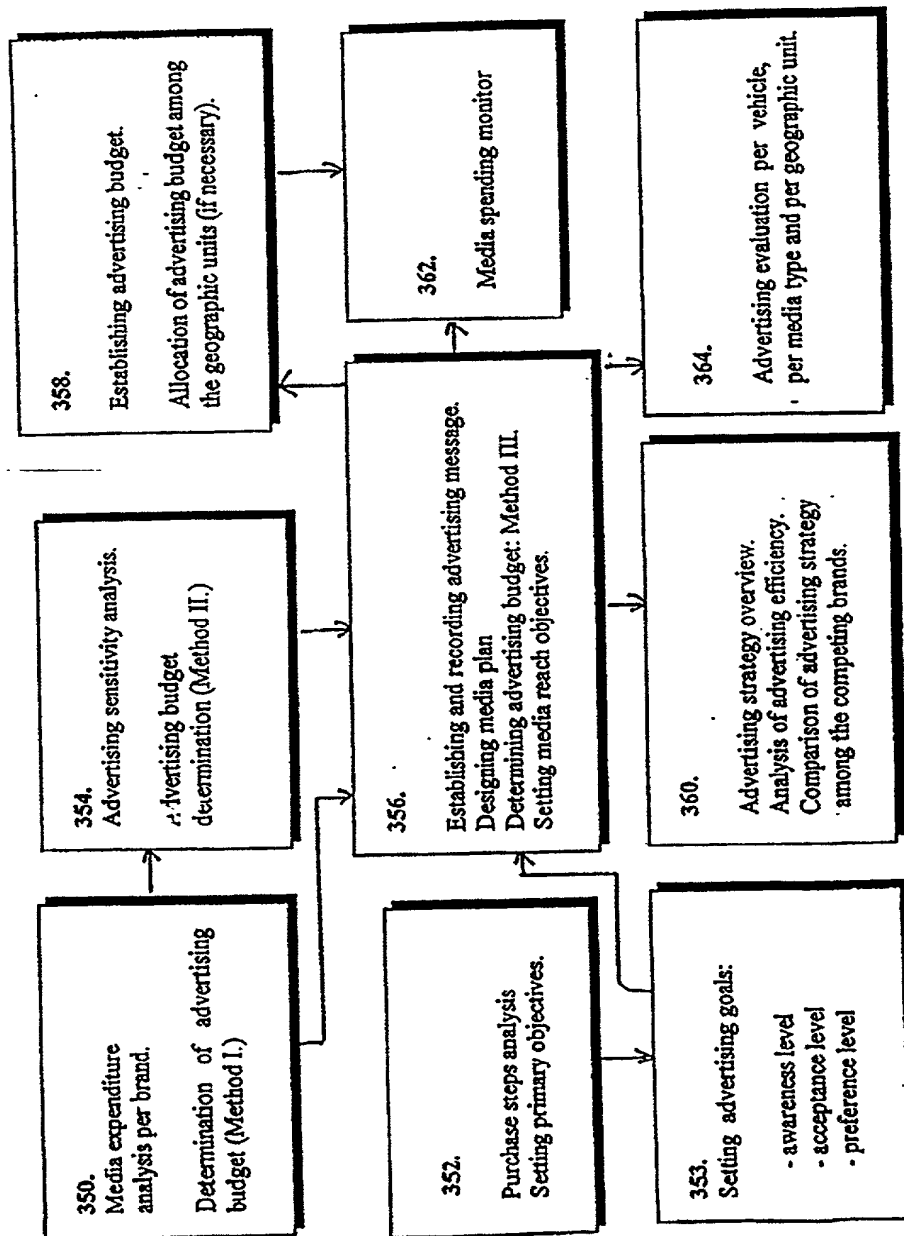 350.
Media expenditure
analysis per brand.
Determination of advertising
budget (Method I.)
352.
Purchase steps analysis
Setting primary objectives.
353.
Setting advertising goals:
- awareness level
- acceptance level
- preference level
354.
Advertising sensitivity analysis.
Advertising budget
determination (Method II.)
356.
Establishing and recording advertising message.
Designing media plan
Determining advertising budget: Method III.
Setting media reach objectives.
360.
Advertising strategy overview.
Analysis of advertising efficiency.
Comparison of advertising strategy
among the competing brands.
358.
Establishing advertising budget.
Allocation of advertising budget among
the geographic units (if necessary).
362.
Media spending monitor
364.
Advertising evaluation per vehicle,
per media type and per geographic unit.